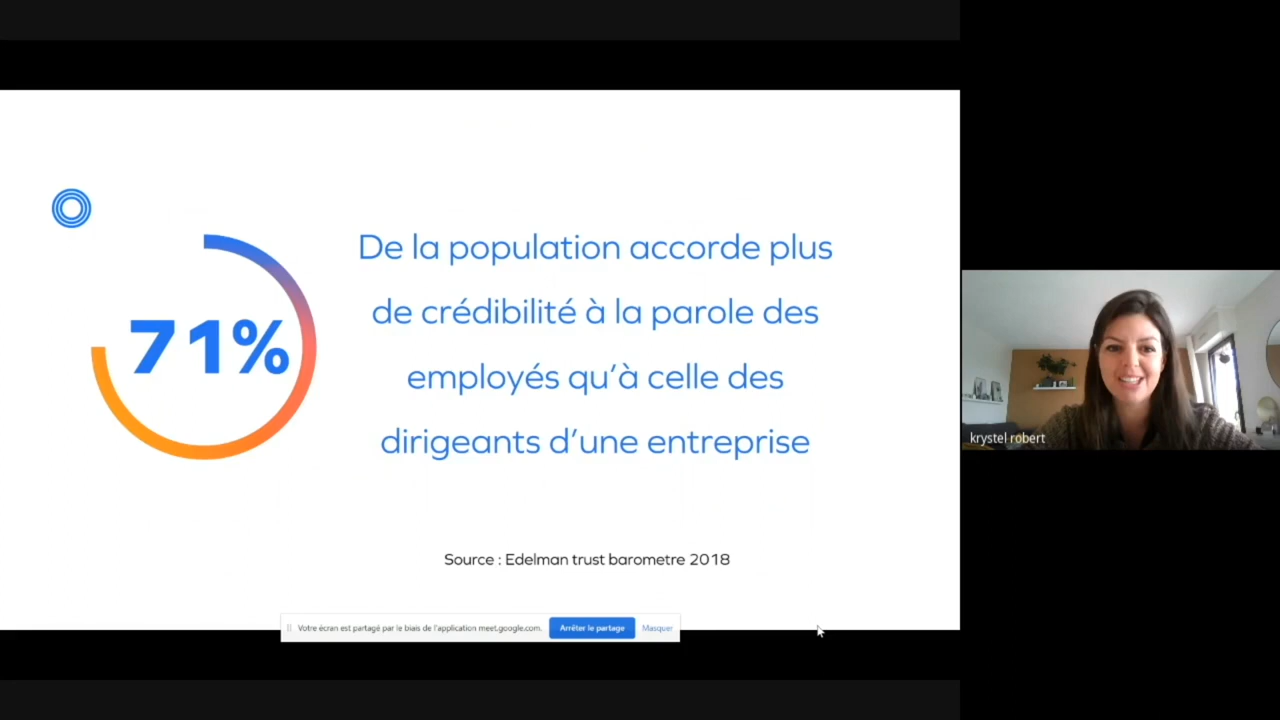 71%
De la population accorde plus
de crédibilité à la parole des
employés qu'à celle des
dirigeants d'une entreprise
Source : Edelman trust barometre 2018
Votre écran est partagé par le biais de l'application meet.google.com.
Arrêter le partage
Masquer
krystel robert